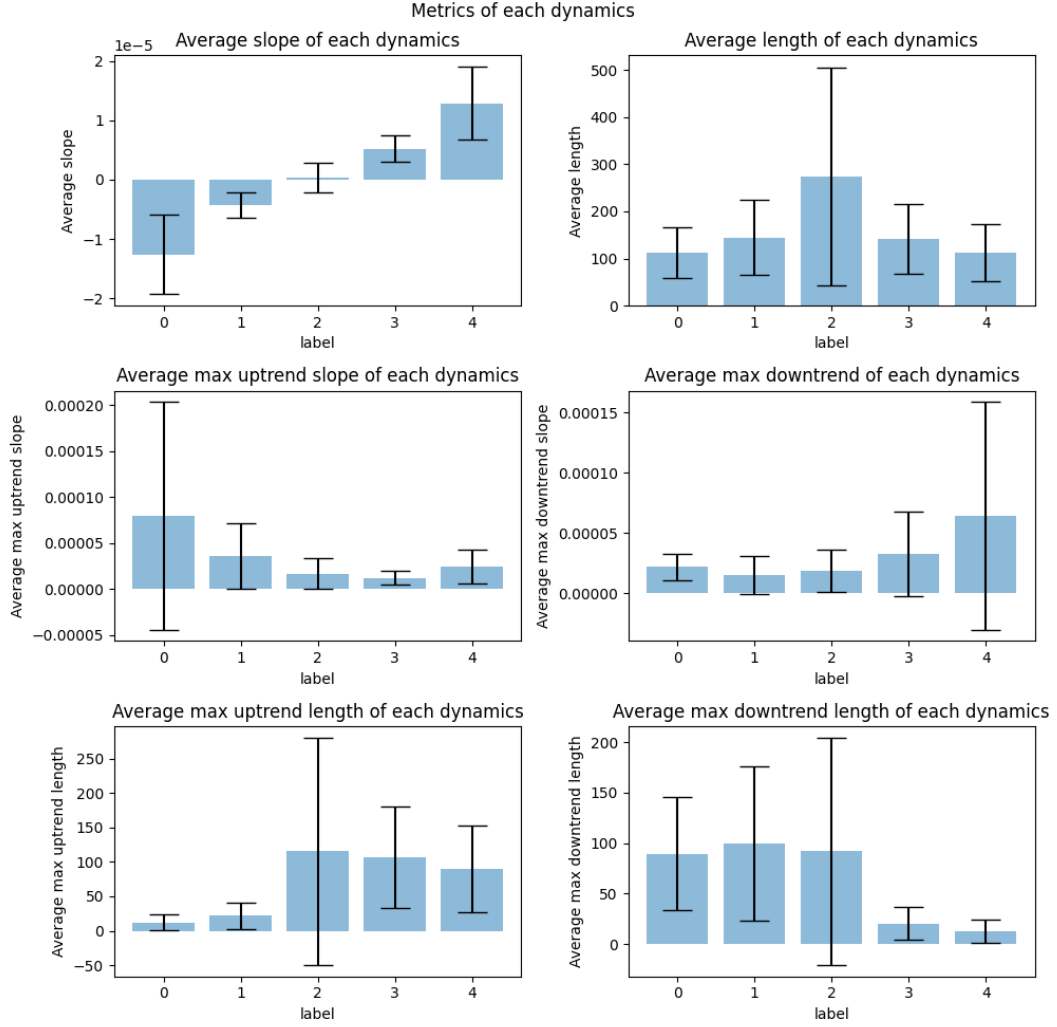 Metrics of each dynamics
Average slope of each dynamics
1e−5
2
1
0
−1
−2
Average slope
0 1 2 3 4
label
Average length of each dynamics
500
400
300
200
100
0
Average length
0 1 2 3 4
label
Average max uptrend slope of each dynamics
0.00020
0.00015
0.00010
0.00005
0.00000
−0.00005
Average max uptrend slope
0 1 2 3 4
label
Average max downtrend of each dynamics
0.00015
0.00010
0.00005
0.00000
Average max downtrend slope
0 1 2 3 4
label
Average max uptrend length of each dynamics
250
200
150
100
50
0
−50
Average max uptrend length
0 1 2 3 4
label
Average max downtrend length of each dynamics
200
150
100
50
0
Average max downtrend length
0 1 2 3 4
label